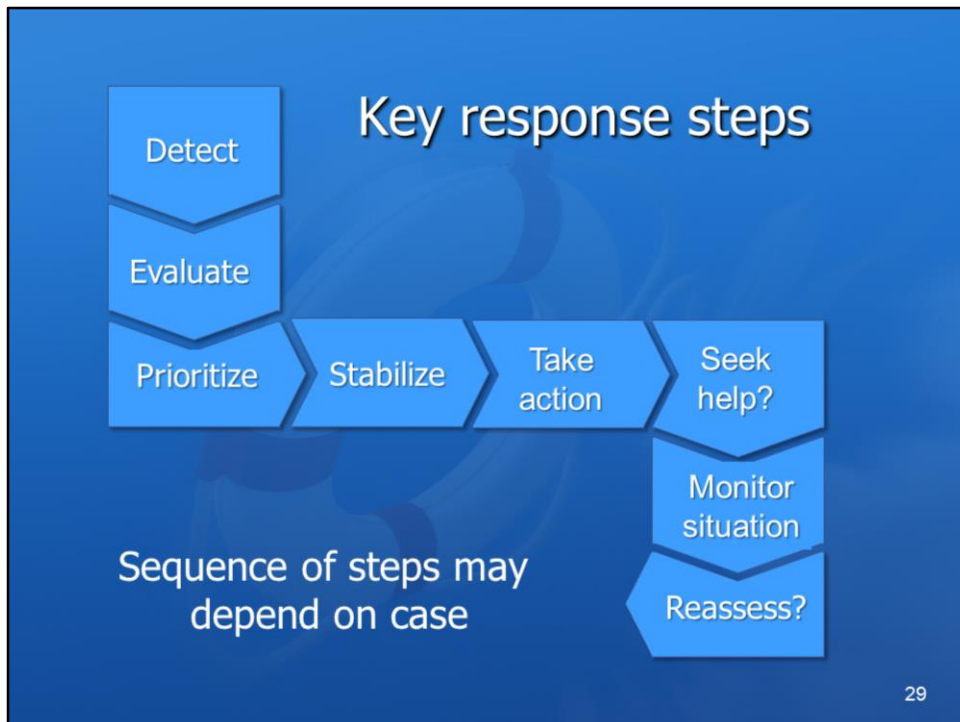 Key response steps
Detect
Evaluate
Prioritize
Stabilize
Take
action
Seek
help?
Monitor
situation
Reassess?
Sequence of steps may
depend on case
29